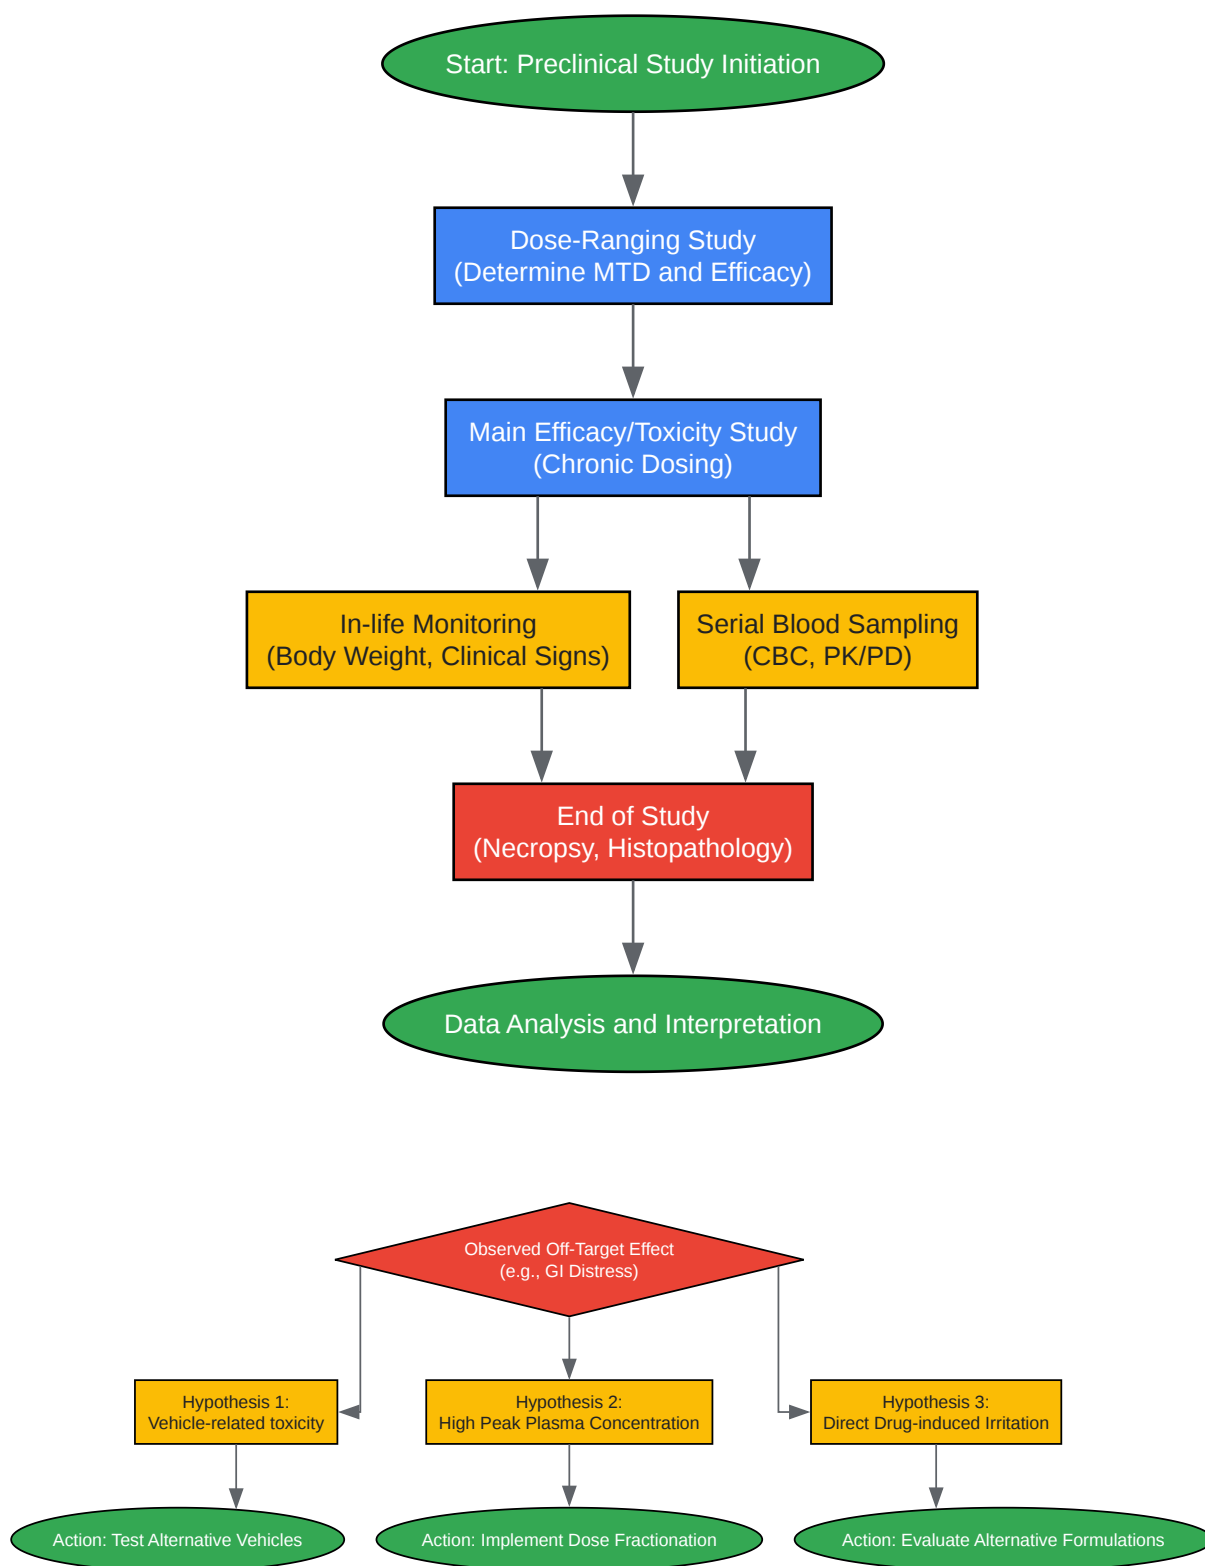 Start: Preclinical Study Initiation
Dose-Ranging Study
(Determine MTD and Efficacy)
Main Efficacy/Toxicity Study
(Chronic Dosing)
In-life Monitoring
(Body Weight, Clinical Signs)
Serial Blood Sampling
(CBC, PK/PD)
End of Study
(Necropsy, Histopathology)
Data Analysis and Interpretation
Observed Off-Target Effect
(e.g., GI Distress)
Hypothesis 1:
Vehicle-related toxicity
Hypothesis 2:
High Peak Plasma Concentration
Hypothesis 3:
Direct Drug-induced Irritation
Action: Test Alternative Vehicles
Action: Implement Dose Fractionation
Action: Evaluate Alternative Formulations